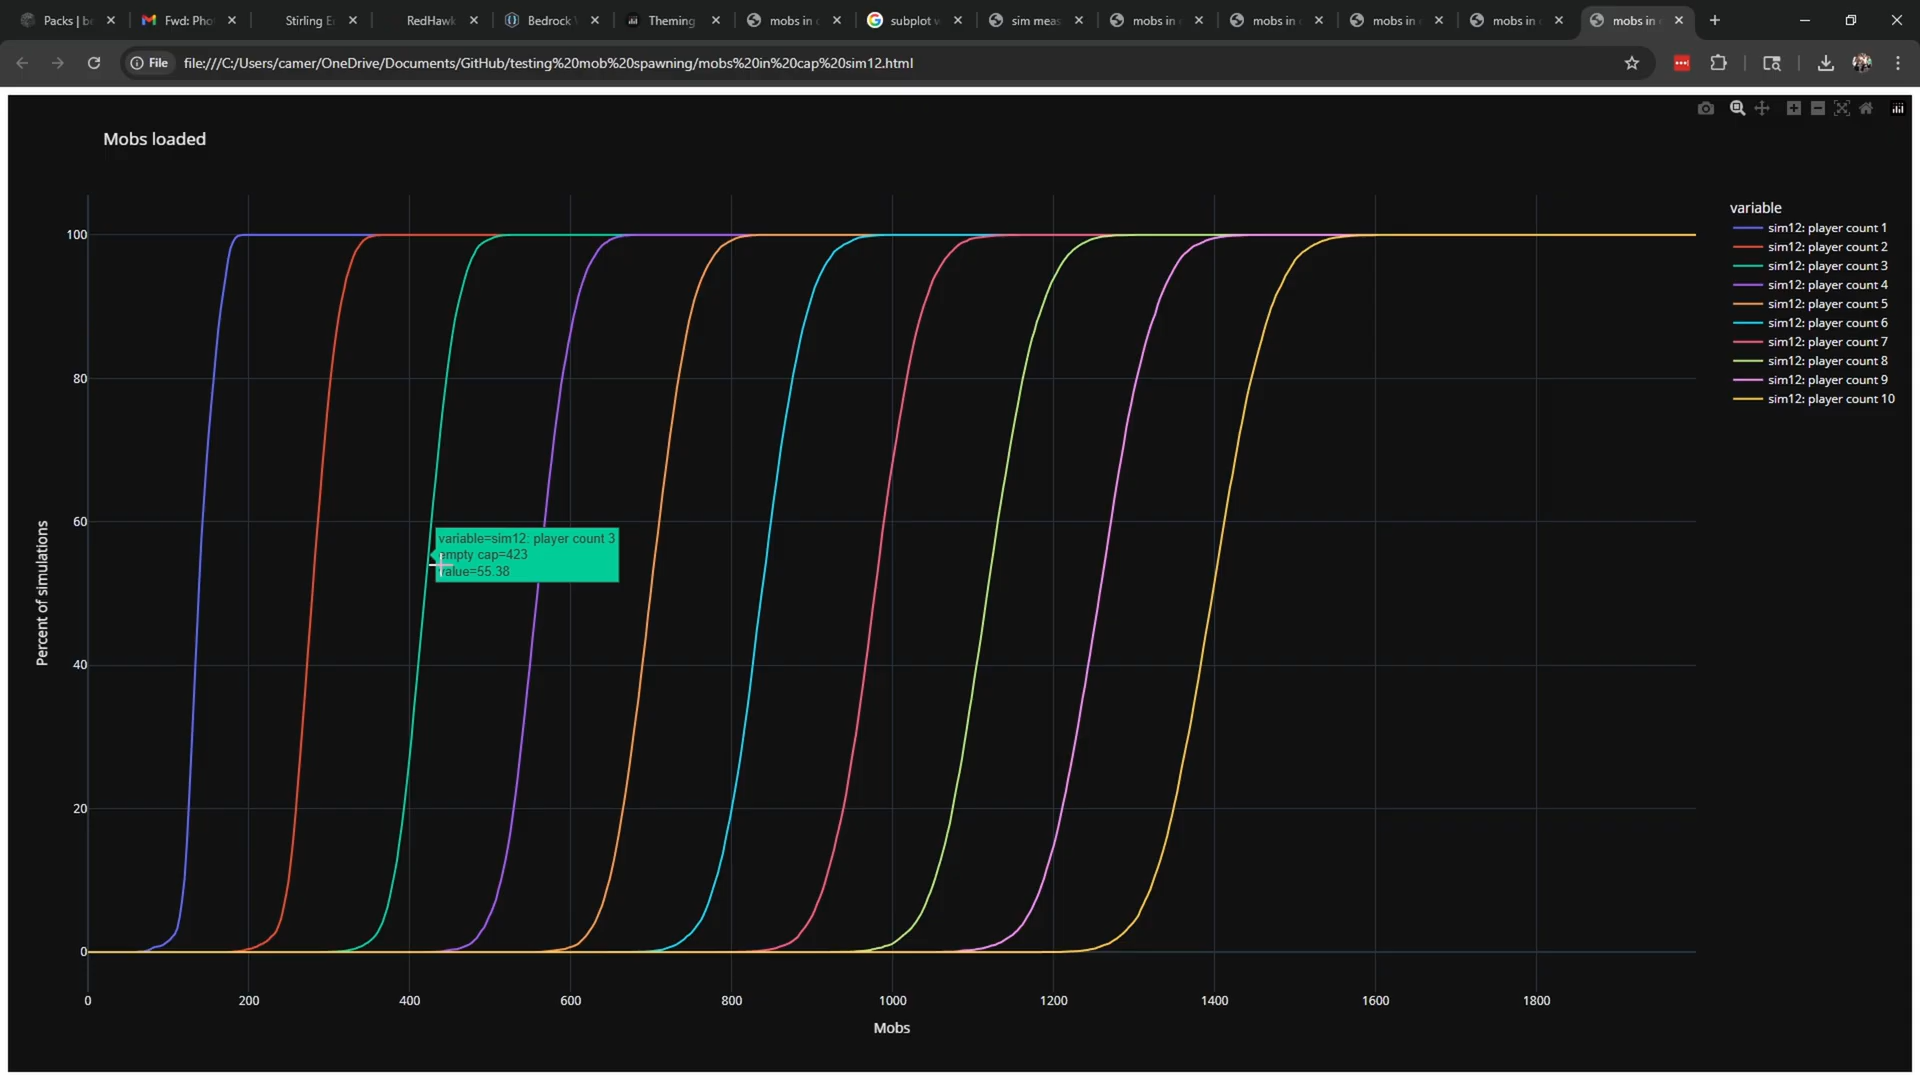 Packs | be
Fwd: Pho
Stirling E
RedHawk
Bedrock
Theming
mobs in
subplot w
sim meas
mobs in
mobs in
mobs in
mobs in
mobs in
File
file:///C:/Users/camer/OneDrive/Documents/GitHub/testing%20mob%20spawning/mobs%20in%20cap%20sim12.html
Mobs loaded
variable
sim12: player count 1
sim12: player count 2
sim12: player count 3
sim12: player count 4
sim12: player count 5
sim12: player count 6
sim12: player count 7
sim12: player count 8
sim12: player count 9
sim12: player count 10
100
80
60
40
20
0
Percent of simulations
variable=sim12: player count 3
empty cap=423
value=55.38
0
200
400
600
800
1000
1200
1400
1600
1800
Mobs